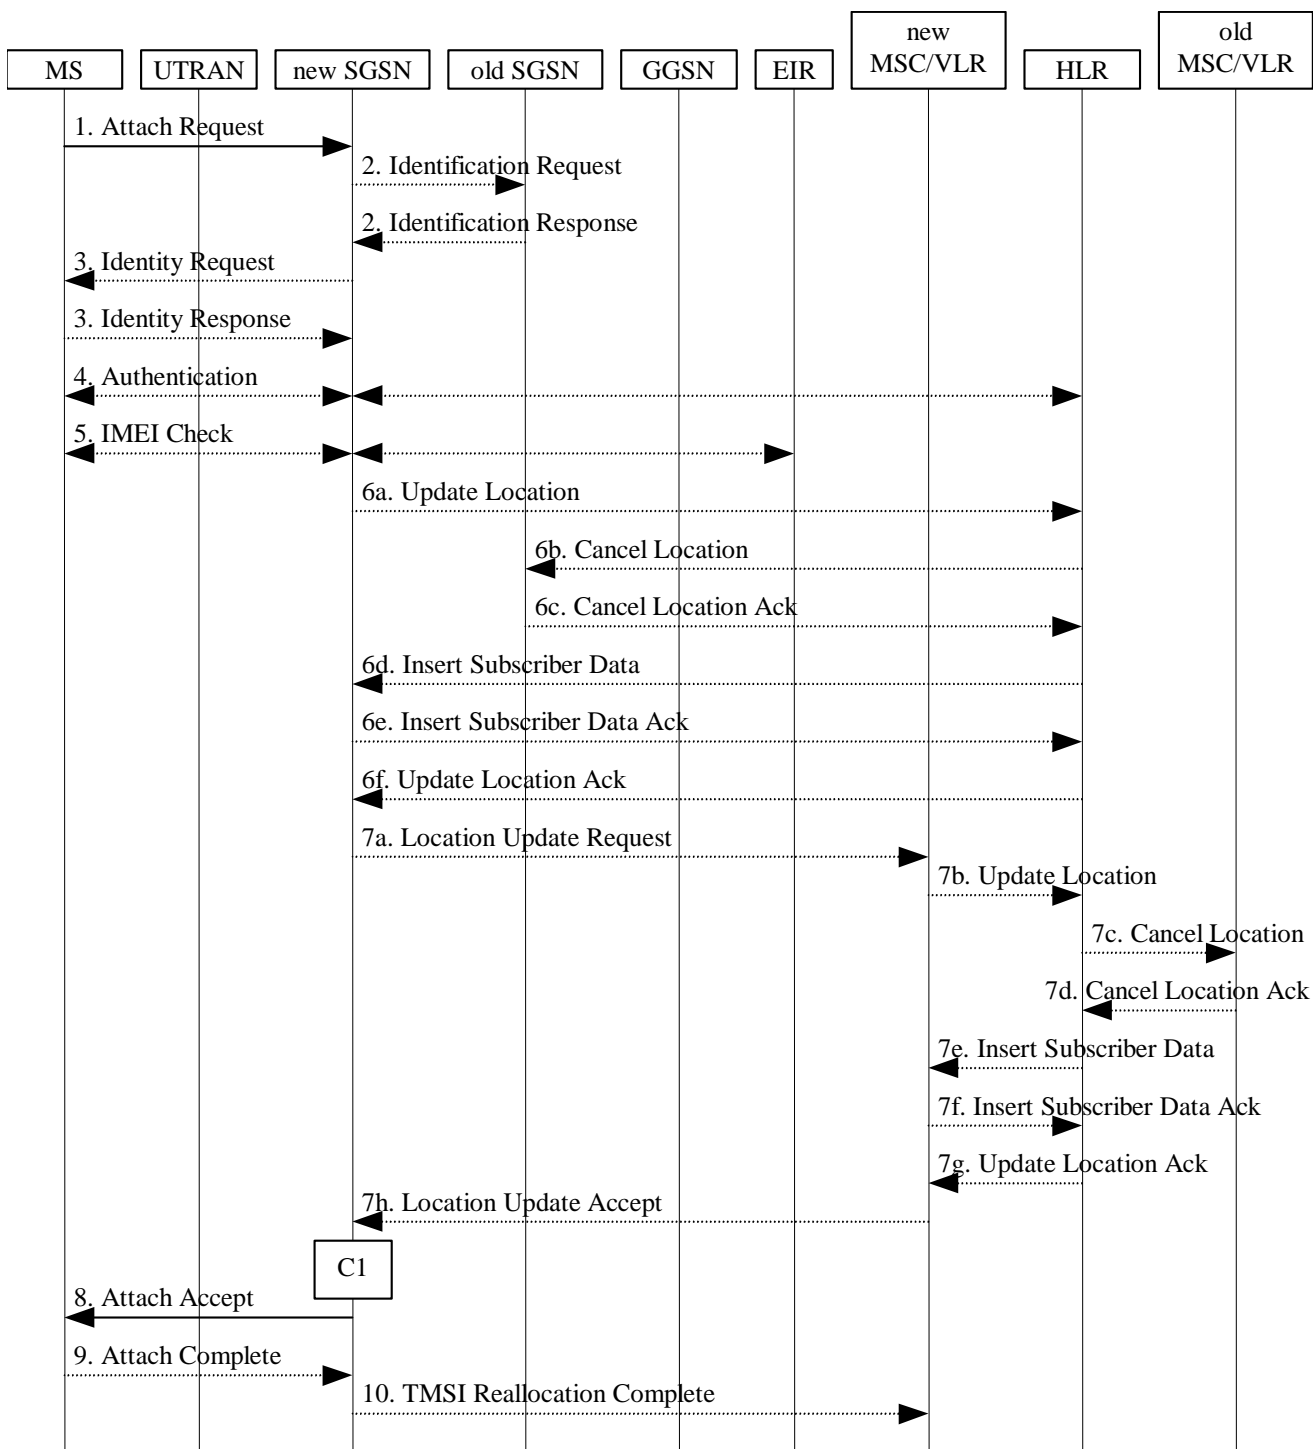 new
MSC/VLR
old
MSC/VLR
MS
UTRAN
new SGSN
old SGSN
GGSN
EIR
HLR
1. Attach Request
2. Identification Request
2. Identification Response
3. Identity Request
3. Identity Response
4. Authentication
5. IMEI Check
6a. Update Location
6b. Cancel Location
6c. Cancel Location Ack
6d. Insert Subscriber Data
6e. Insert Subscriber Data Ack
6f. Update Location Ack
7a. Location Update Request
7b. Update Location
7c. Cancel Location
7d. Cancel Location Ack
7e. Insert Subscriber Data
7f. Insert Subscriber Data Ack
7g. Update Location Ack
7h. Location Update Accept
C1
8. Attach Accept
9. Attach Complete
10. TMSI Reallocation Complete